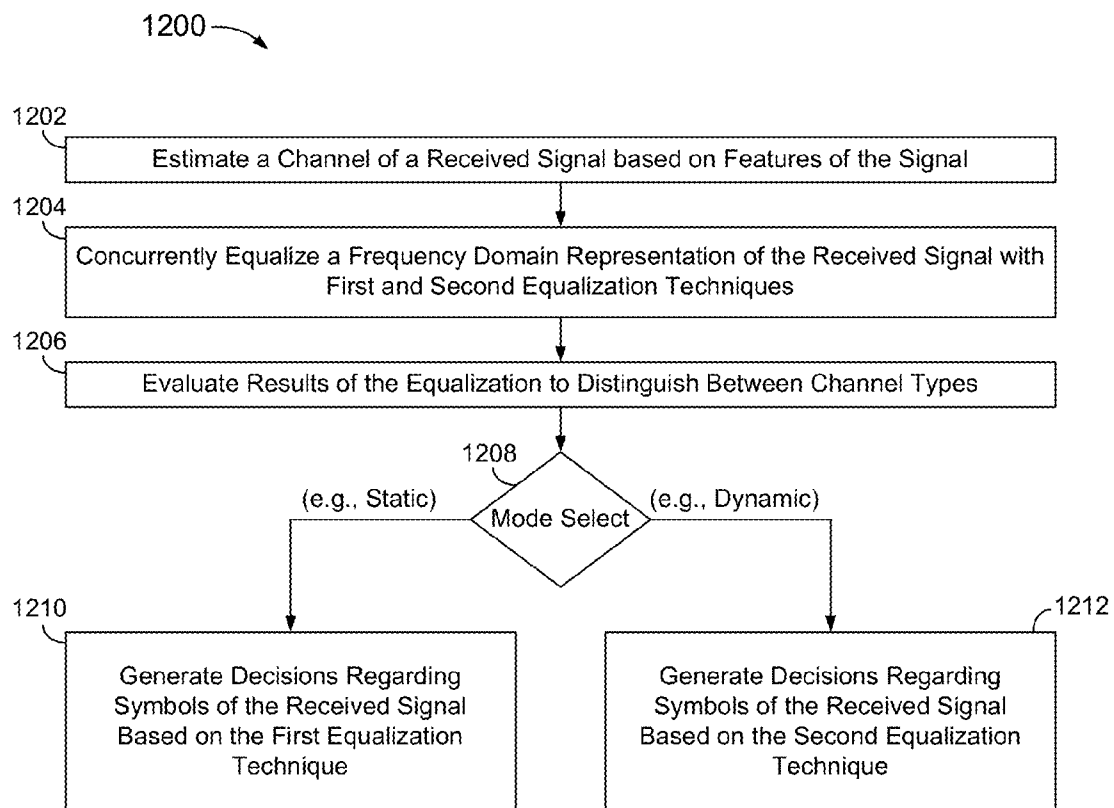 1200
1202
Estimate a Channel of a Received Signal based on Features of the Signal
1204
Concurrently Equalize a Frequency Domain Representation of the Received Signal with
First and Second Equalization Techniques
1206
Evaluate Results of the Equalization to Distinguish Between Channel Types
1208
(e.g., Static)
Mode Select
(e.g., Dynamic)
1210
Generate Decisions Regarding
Symbols of the Received Signal
Based on the First Equalization
Technique
1212
Generate Decisions Regarding
Symbols of the Received Signal
Based on the Second Equalization
Technique